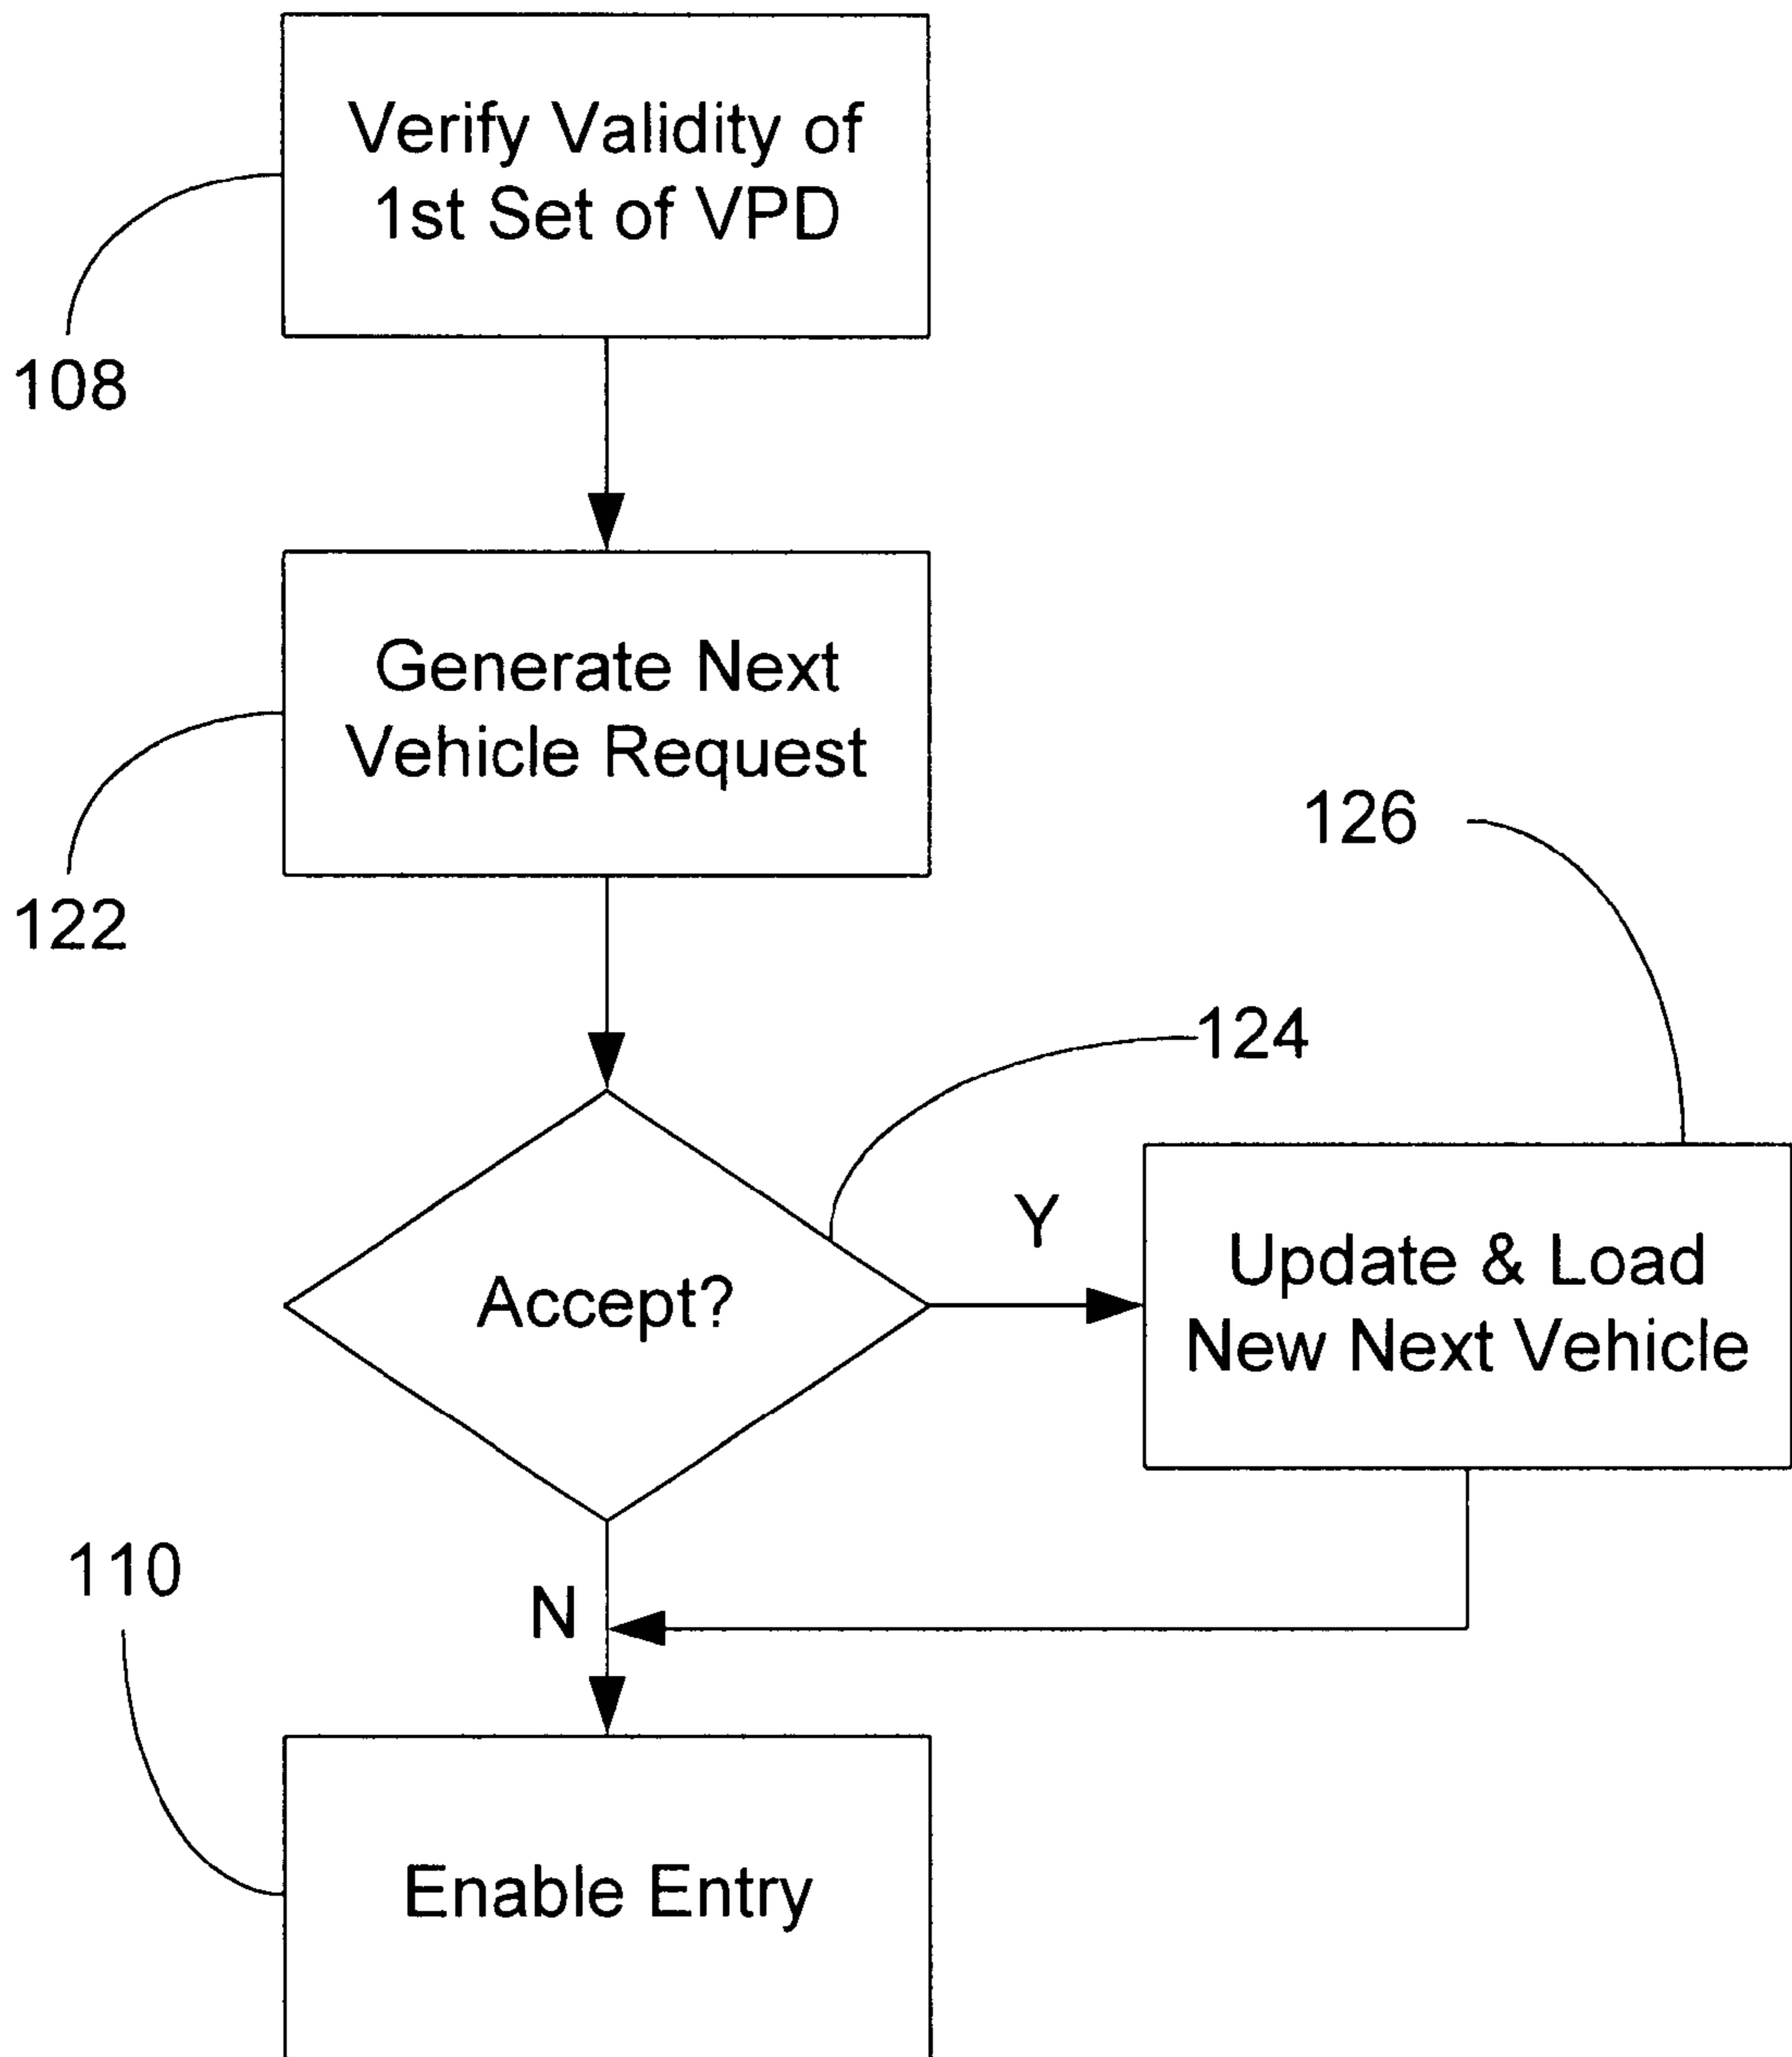 Verify Validity of
1st Set of VPD
108
Generate Next
Vehicle Request
122
126
124
Accept?
Y
Update & Load
New Next Vehicle
110
N
Enable Entry